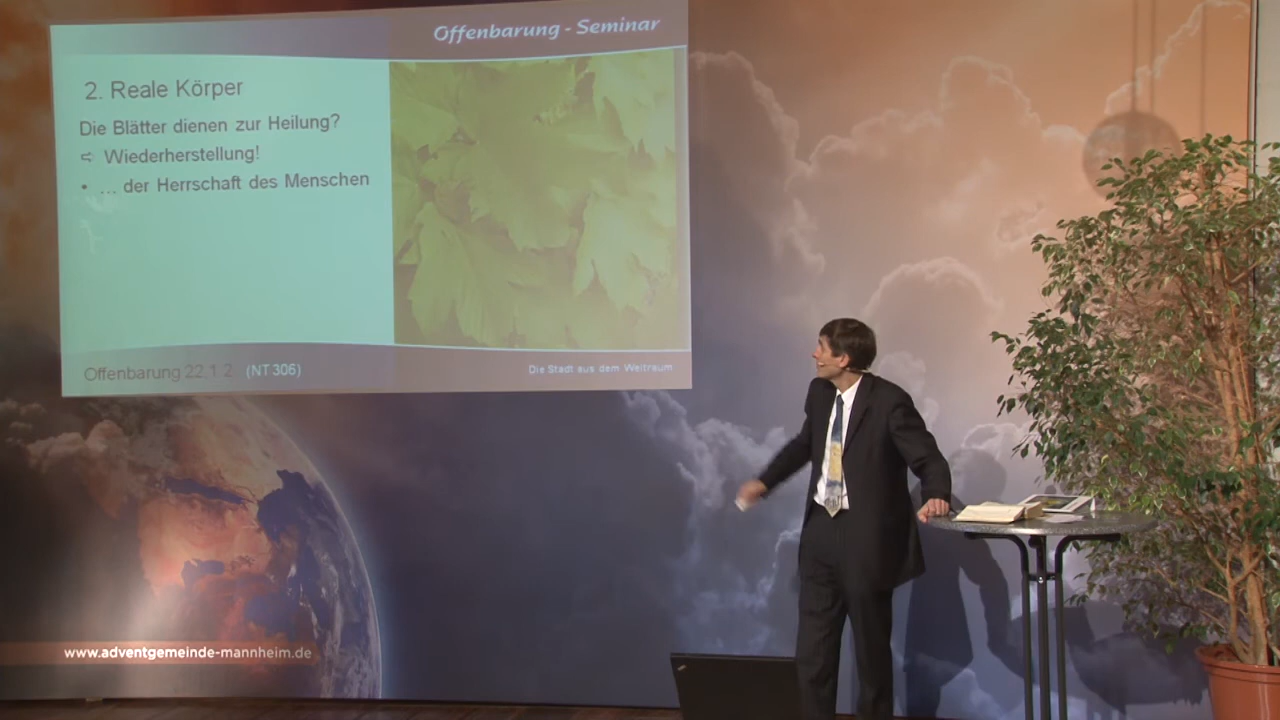 Offenbarung - Seminar
2. Reale Körper
Die Blätter dienen zur Heilung?
⇨ Wiederherstellung!
• ... der Herrschaft des Menschen
Offenbarung 22,1.2 (NT 306)
Die Stadt aus dem Weltraum
www.adventgemeinde-mannheim.de